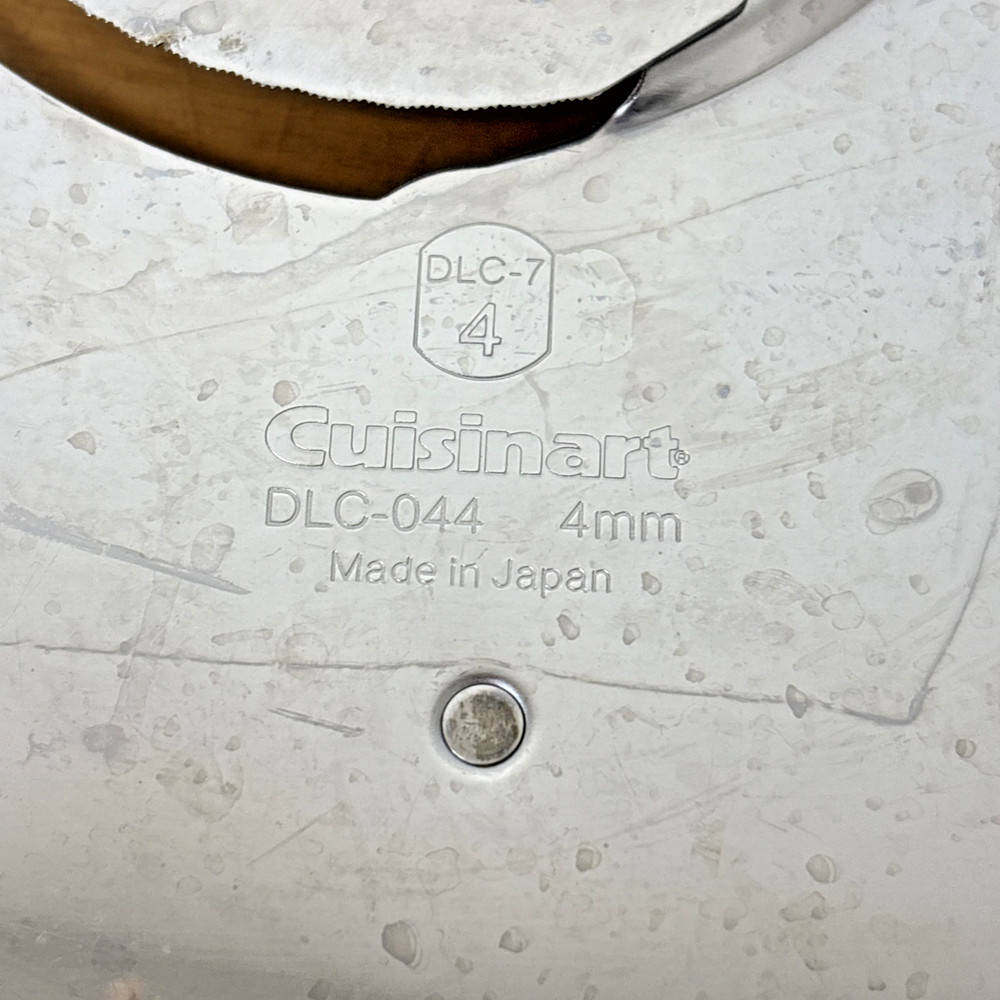 DLC-7
4
Cuisinart®
DLC-044 4mm
Made in Japan